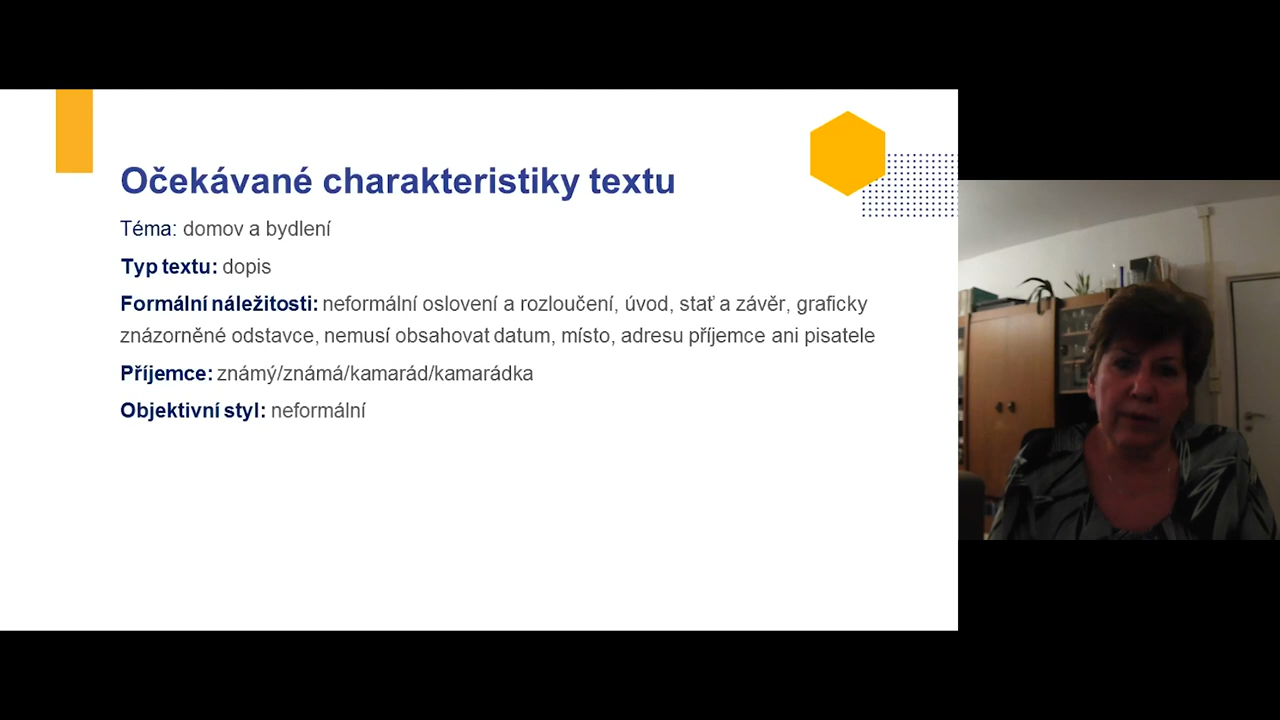 Očekávané charakteristiky textu
Téma: domov a bydlení
Typ textu: dopis
Formální náležitosti: neformální oslovení a rozloučení, úvod, stať a závěr, graficky
znázorněné odstavce, nemusí obsahovat datum, místo, adresu příjemce ani pisatele
Příjemce: známý/známá/kamarád/kamarádka
Objektivní styl: neformální